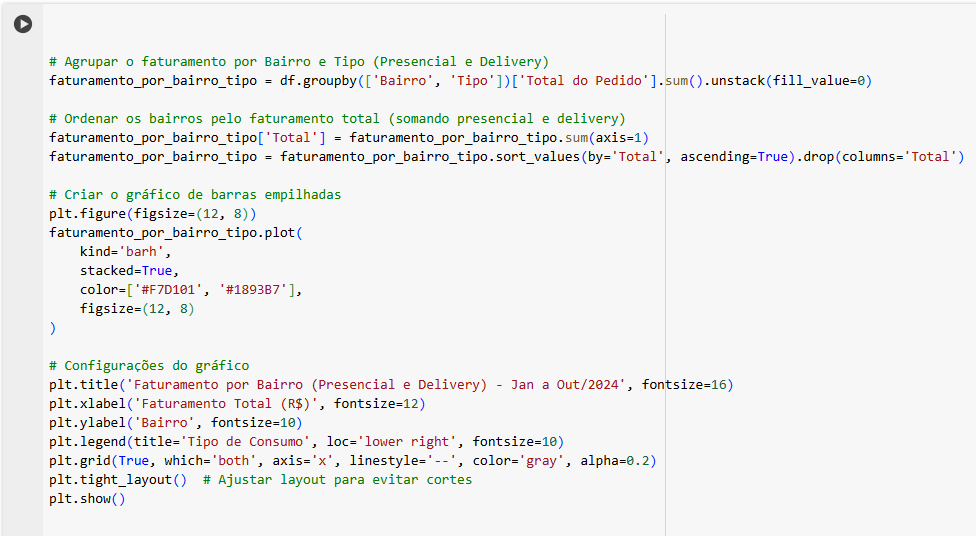 # Agrupar o faturamento por Bairro e Tipo (Presencial e Delivery)
faturamento_por_bairro_tipo = df.groupby(['Bairro', 'Tipo'])['Total do Pedido'].sum().unstack(fill_value=0)

# Ordenar os bairros pelo faturamento total (somando presencial e delivery)
faturamento_por_bairro_tipo['Total'] = faturamento_por_bairro_tipo.sum(axis=1)
faturamento_por_bairro_tipo = faturamento_por_bairro_tipo.sort_values(by='Total', ascending=True).drop(columns='Total')

# Criar o gráfico de barras empilhadas
plt.figure(figsize=(12, 8))
faturamento_por_bairro_tipo.plot(
    kind='barh',
    stacked=True,
    color=['#F7D101', '#1893B7'],
    figsize=(12, 8)
)

# Configurações do gráfico
plt.title('Faturamento por Bairro (Presencial e Delivery) - Jan a Out/2024', fontsize=16)
plt.xlabel('Faturamento Total (R$)', fontsize=12)
plt.ylabel('Bairro', fontsize=10)
plt.legend(title='Tipo de Consumo', loc='lower right', fontsize=10)
plt.grid(True, which='both', axis='x', linestyle='--', color='gray', alpha=0.2)
plt.tight_layout()  # Ajustar layout para evitar cortes
plt.show()